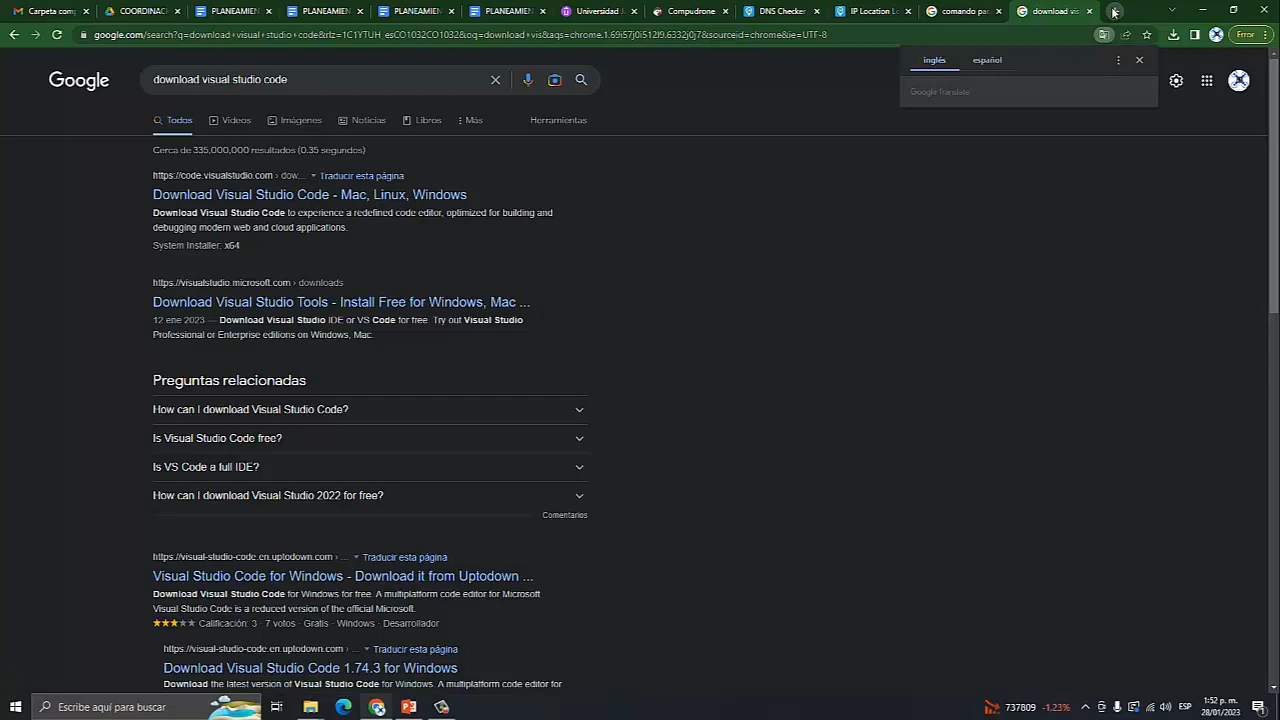 Carpeta com
COORDINAC
PLANEAMIEN
PLANEAMIEN
PLANEAMIEN
PLANEAMIEN
Universidad
Compudrone
DNS Checker
IP Location L
comando pa
download vis
google.com/search?q=download+visual+studio+code&rlz=1C1YTUH_esCO1032CO1032&oq=download+vis&aqs=chrome.1.69i57j0i512l9.6332j0j7&sourceid=chrome&ie=UTF-8
Error
inglés español
Google Translate
Google
download visual studio code
Todos Vídeos Imágenes Noticias Libros Más Herramientas
Cerca de 335,000,000 resultados (0.35 segundos)
https://code.visualstudio.com › dow... Traducir esta página
Download Visual Studio Code - Mac, Linux, Windows
Download Visual Studio Code to experience a redefined code editor, optimized for building and
debugging modern web and cloud applications.
System Installer: x64
https://visualstudio.microsoft.com › downloads
Download Visual Studio Tools - Install Free for Windows, Mac ...
12 ene 2023 — Download Visual Studio IDE or VS Code for free. Try out Visual Studio
Professional or Enterprise editions on Windows, Mac.
Preguntas relacionadas
How can I download Visual Studio Code?
Is Visual Studio Code free?
Is VS Code a full IDE?
How can I download Visual Studio 2022 for free?
Comentarios
https://visual-studio-code.en.uptodown.com › ... Traducir esta página
Visual Studio Code for Windows - Download it from Uptodown ...
Download Visual Studio Code for Windows for free. A multiplatform code editor for Microsoft
Visual Studio Code is a reduced version of the official Microsoft.
★★★★★ Calificación: 3 · 7 votos · Gratis · Windows · Desarrollador
https://visual-studio-code.en.uptodown.com › ... Traducir esta página
Download Visual Studio Code 1.74.3 for Windows
Download the latest version of Visual Studio Code for Windows. A multiplatform code editor for
Escribe aquí para buscar
737809 -1.23%
ESP
1:52 p. m.
28/01/2023